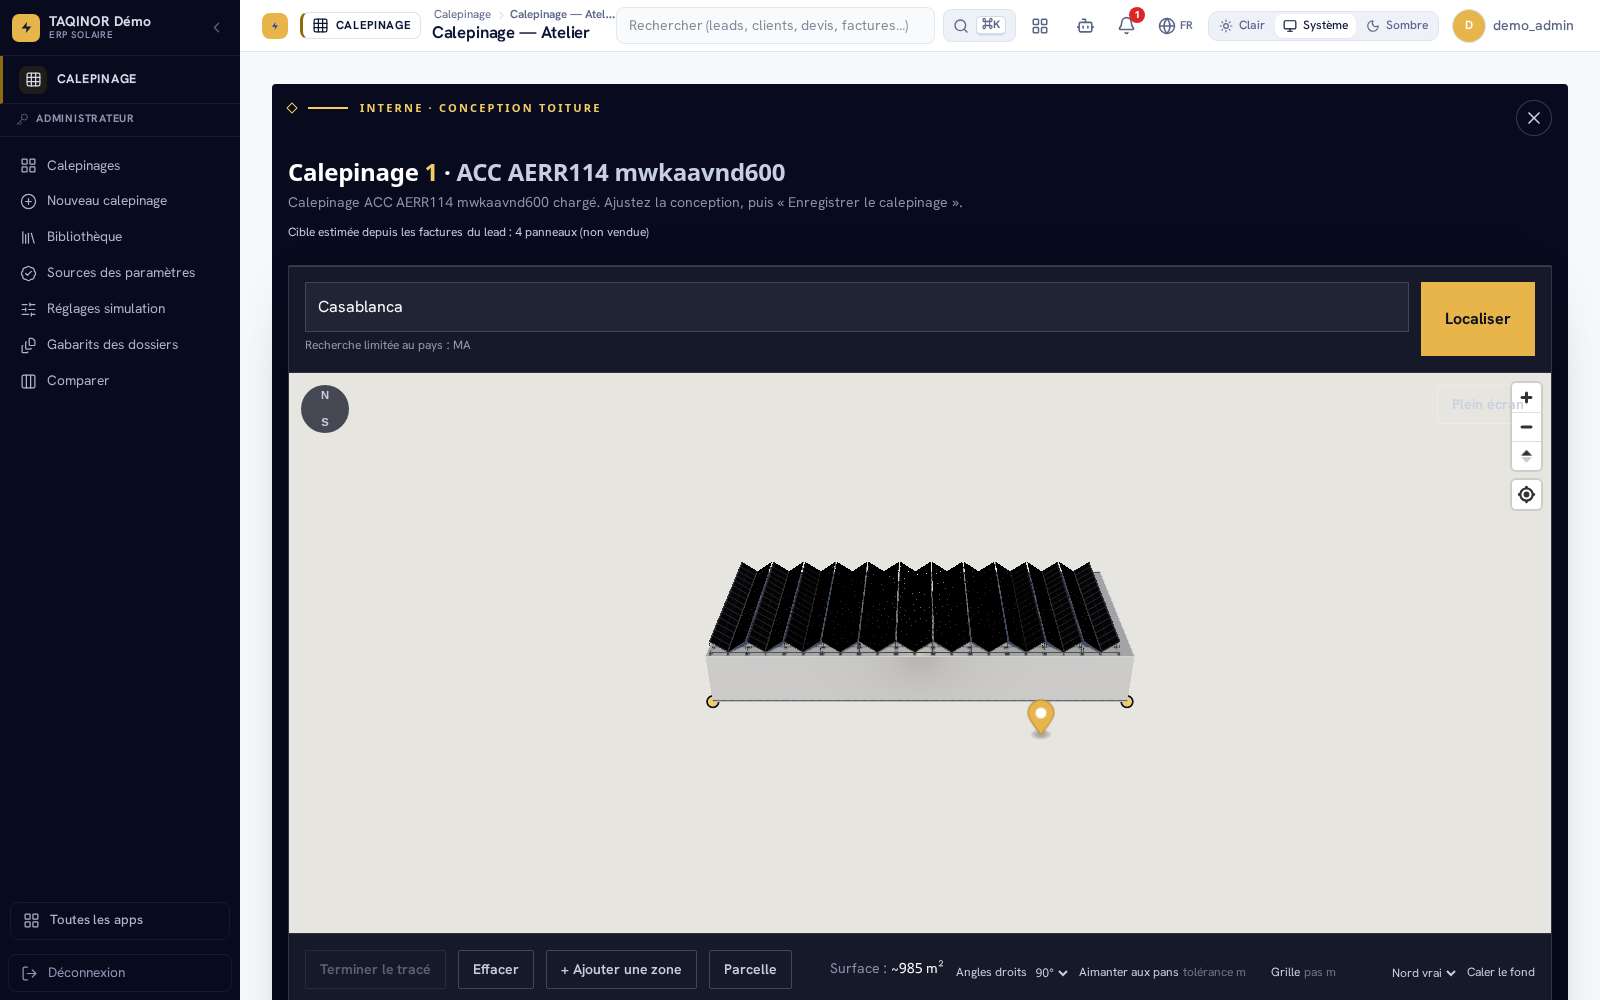 TAQINOR Démo
ERP SOLAIRE
CALEPINAGE
ADMINISTRATEUR
Calepinages
Nouveau calepinage
Bibliothèque
Sources des paramètres
Réglages simulation
Gabarits des dossiers
Comparer
Toutes les apps
Déconnexion
CALEPINAGE
Calepinage
Calepinage — Atel...
Calepinage — Atelier
Rechercher (leads, clients, devis, factures...)
⌘K
1
FR
Clair
Système
Sombre
D
demo_admin
INTERNE · CONCEPTION TOITURE
Calepinage 1 · ACC AERR114 mwkaavnd600
Calepinage ACC AERR114 mwkaavnd600 chargé. Ajustez la conception, puis « Enregistrer le calepinage ».
Cible estimée depuis les factures du lead : 4 panneaux (non vendue)
Casablanca
Localiser
Recherche limitée au pays : MA
N
S
Plein écran
Terminer le tracé
Effacer
+ Ajouter une zone
Parcelle
Surface : ~985 m²
Angles droits 90°
Aimanter aux pans tolérance m
Grille pas m
Nord vrai
Caler le fond